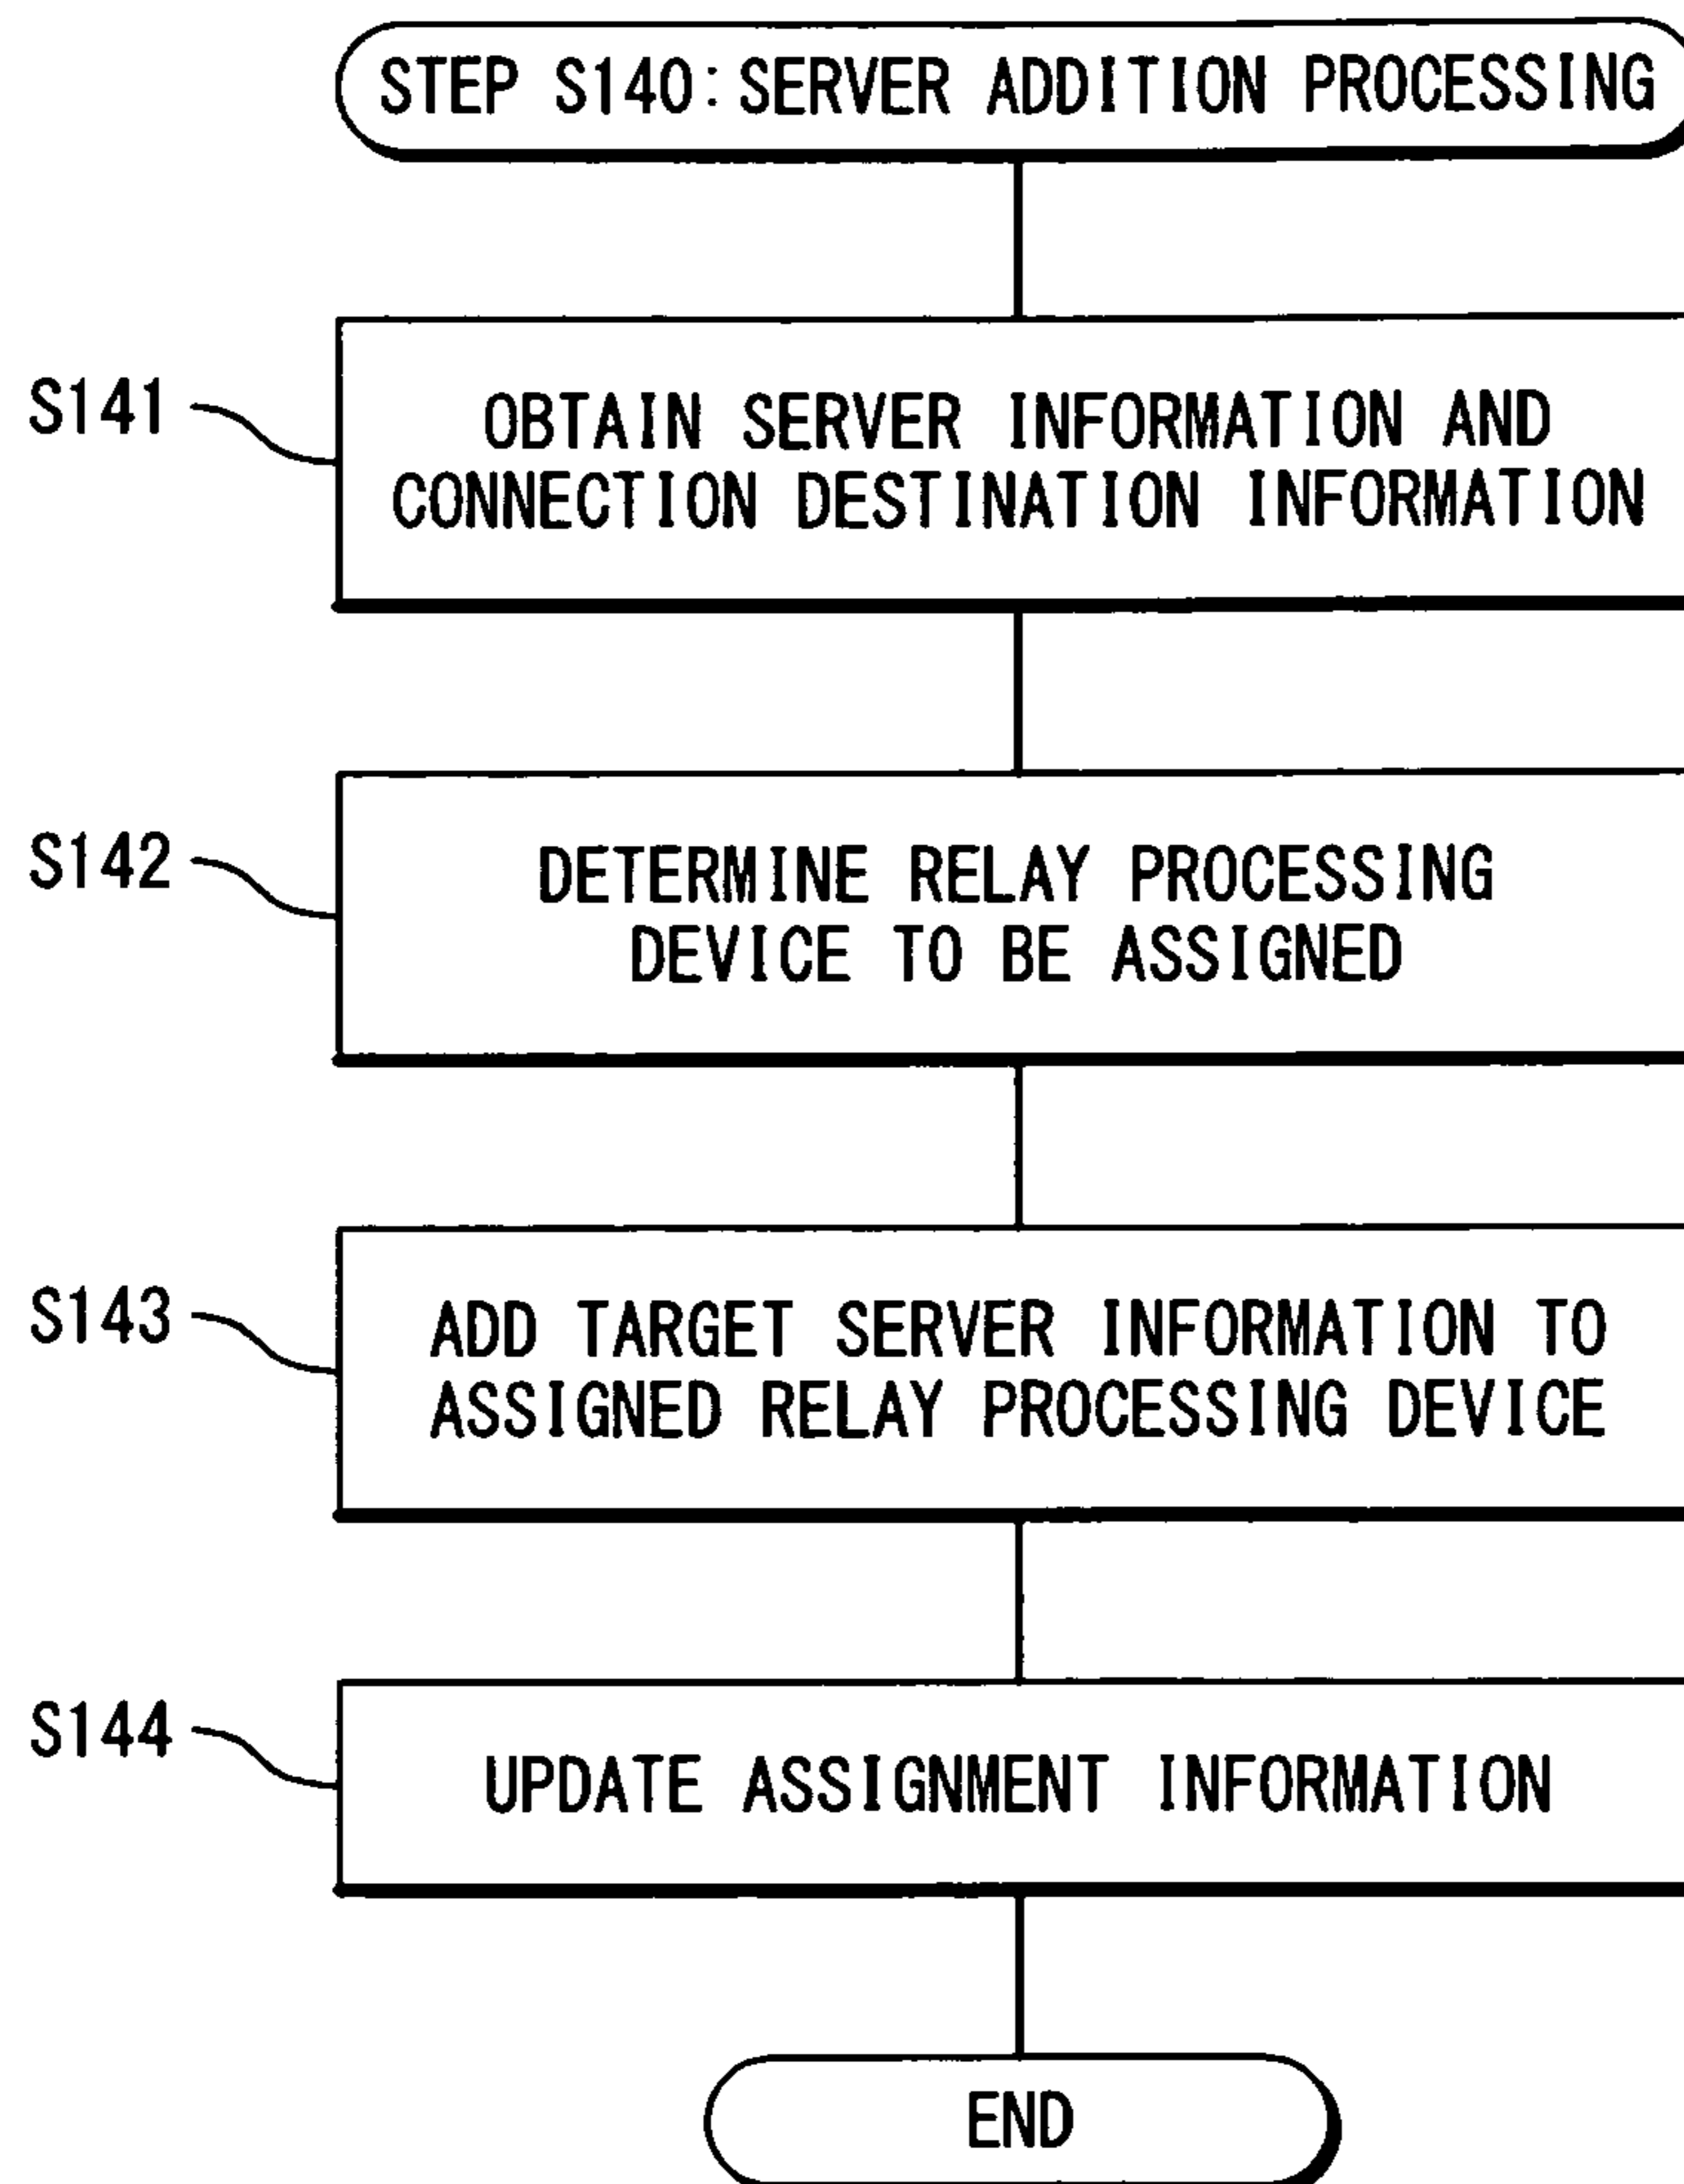 STEP S140:SERVER ADDITION PROCESSING
S141
OBTAIN SERVER INFORMATION AND
CONNECTION DESTINATION INFORMATION
S142
DETERMINE RELAY PROCESSING
DEVICE TO BE ASSIGNED
S143
ADD TARGET SERVER INFORMATION TO
ASSIGNED RELAY PROCESSING DEVICE
S144
UPDATE ASSIGNMENT INFORMATION
END